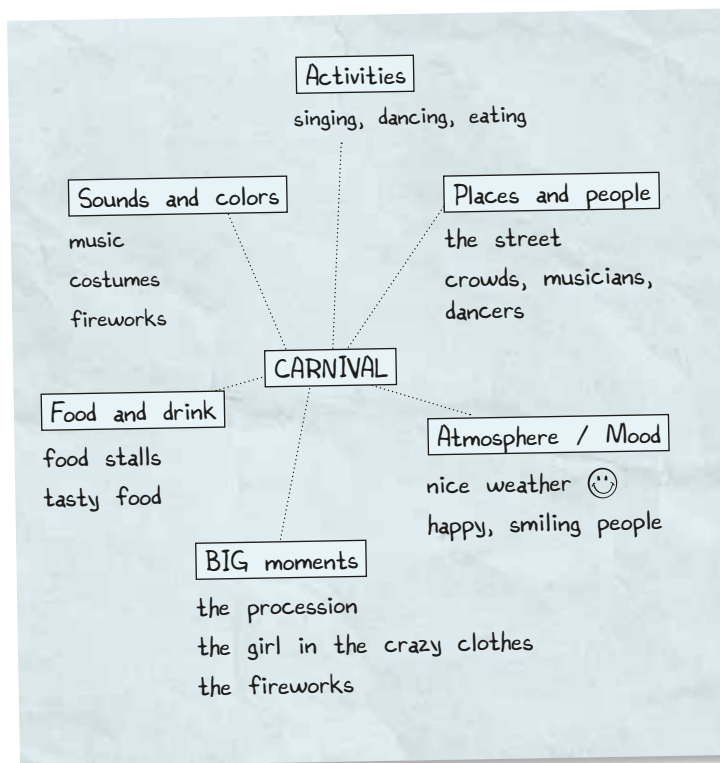 Activities
singing, dancing, eating
Sounds and colors
music
costumes
fireworks
Places and people
the street
crowds, musicians,
dancers
CARNIVAL
Food and drink
food stalls
tasty food
Atmosphere / Mood
nice weather
happy, smiling people
BIG moments
the procession
the girl in the crazy clothes
the fireworks